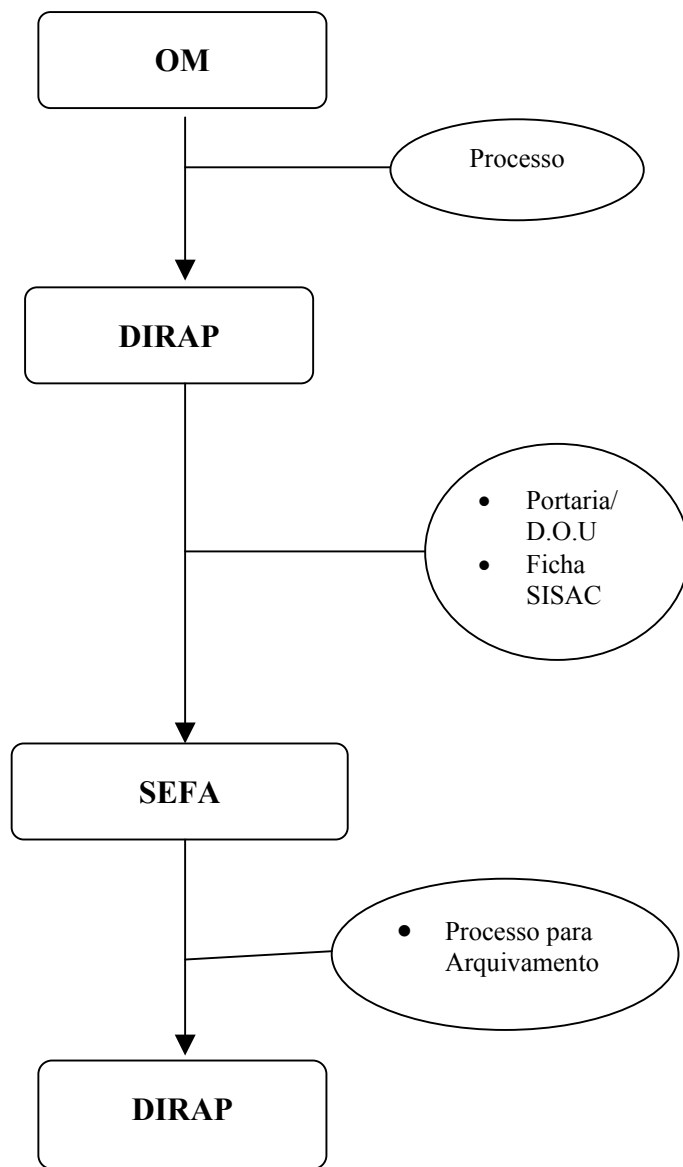 OM
Processo
DIRAP
• Portaria/
D.O.U
• Ficha
SISAC
SEFA
• Processo para
Arquivamento
DIRAP